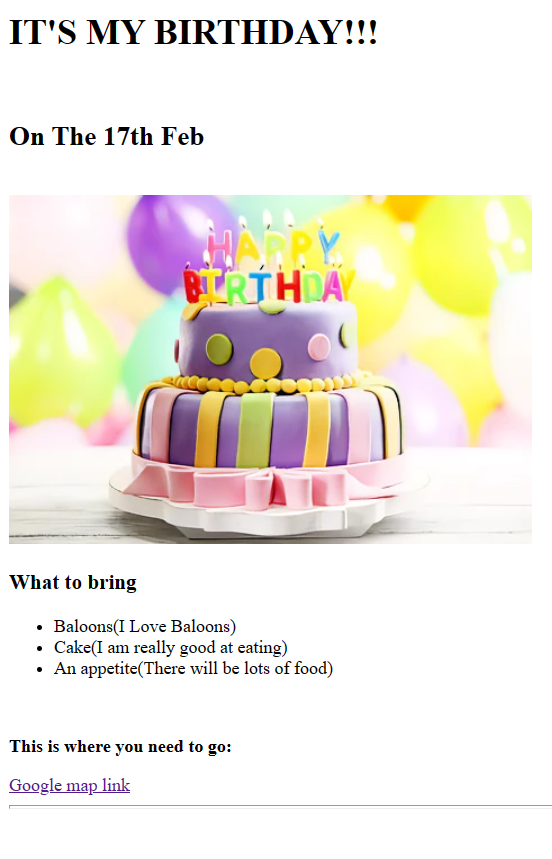 IT'S MY BIRTHDAY!!!
On The 17th Feb
HAPPY
BIRTHDAY
What to bring
Baloons(I Love Baloons)
Cake(I am really good at eating)
An appetite(There will be lots of food)
This is where you need to go:
Google map link